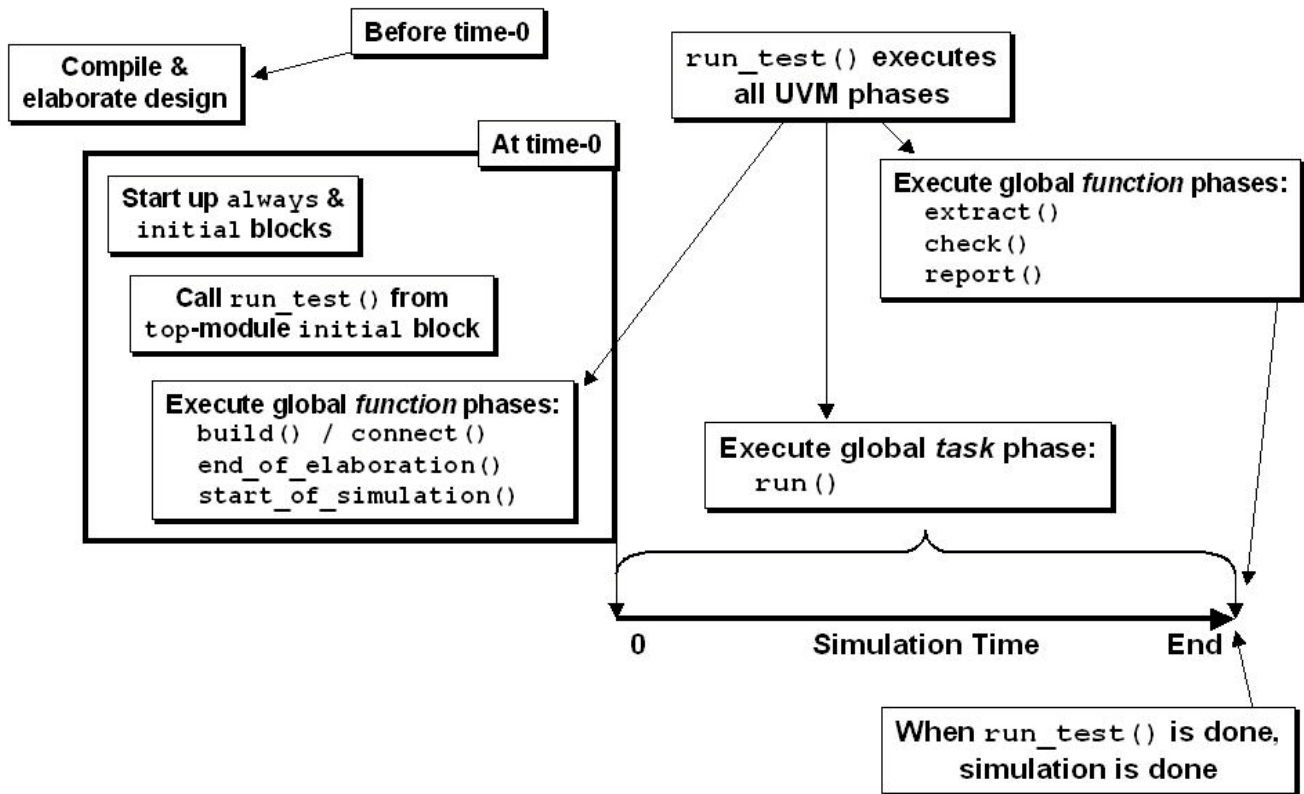 Before time-0
Compile &
elaborate design
run_test() executes
all UVM phases
At time-0
Start up always &
initial blocks
Call run_test() from
top-module initial block
Execute global function phases:
build() / connect()
end_of_elaboration()
start_of_simulation()
Execute global function phases:
extract()
check()
report()
Execute global task phase:
run()
0 Simulation Time End
When run_test() is done,
simulation is done